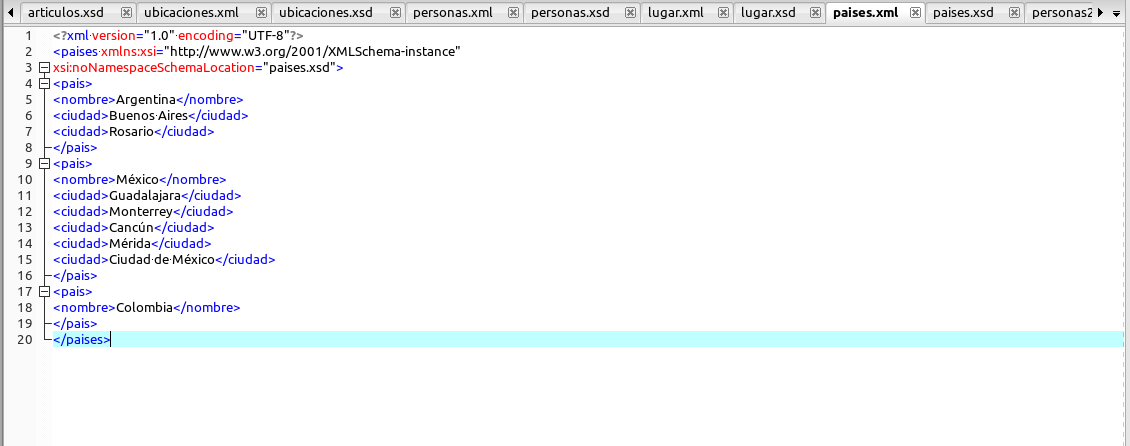 articulos.xsd ubicaciones.xml ubicaciones.xsd personas.xml personas.xsd lugar.xml lugar.xsd paises.xml paises.xsd personas2
1 <?xml version="1.0" encoding="UTF-8"?>
2 <paises xmlns:xsi="http://www.w3.org/2001/XMLSchema-instance"
3 xsi:noNamespaceSchemaLocation="paises.xsd">
4 <pais>
5 <nombre>Argentina</nombre>
6 <ciudad>Buenos Aires</ciudad>
7 <ciudad>Rosario</ciudad>
8 </pais>
9 <pais>
10 <nombre>México</nombre>
11 <ciudad>Guadalajara</ciudad>
12 <ciudad>Monterrey</ciudad>
13 <ciudad>Cancún</ciudad>
14 <ciudad>Mérida</ciudad>
15 <ciudad>Ciudad de México</ciudad>
16 </pais>
17 <pais>
18 <nombre>Colombia</nombre>
19 </pais>
20 </paises>